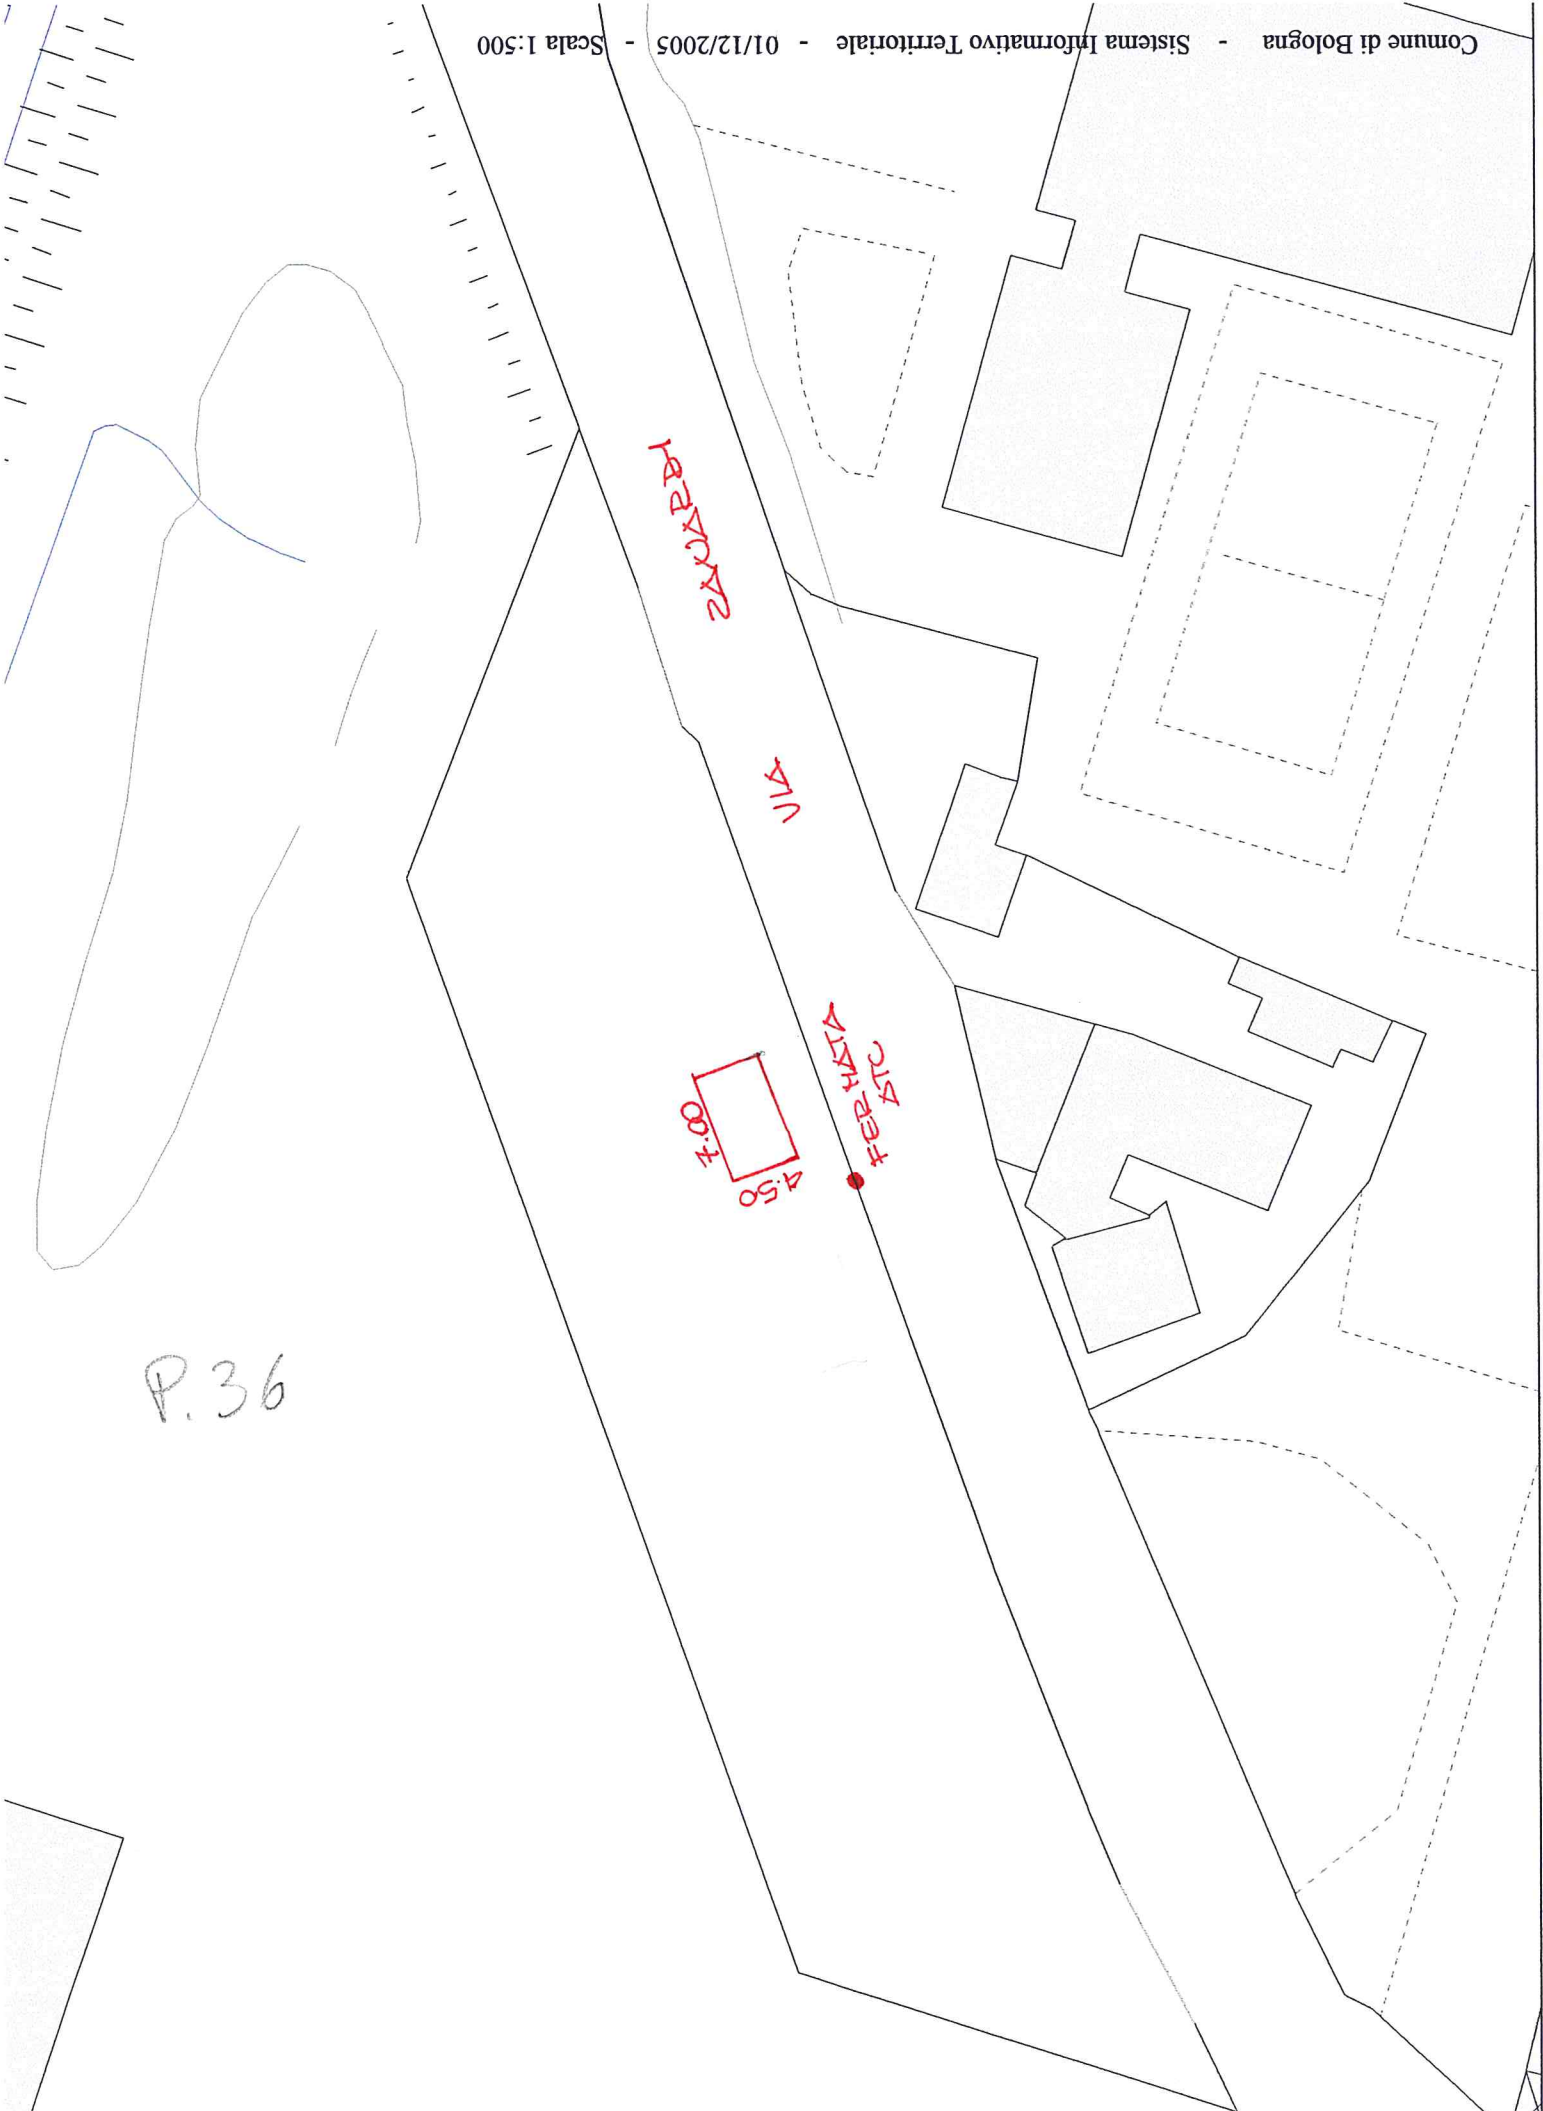 Comune di Bologna - Sistema Informativo Territoriale - 01/12/2005 - Scala 1:500
VIA ZANARDI
FERMATA
ATC
7.00
4.50
P.36